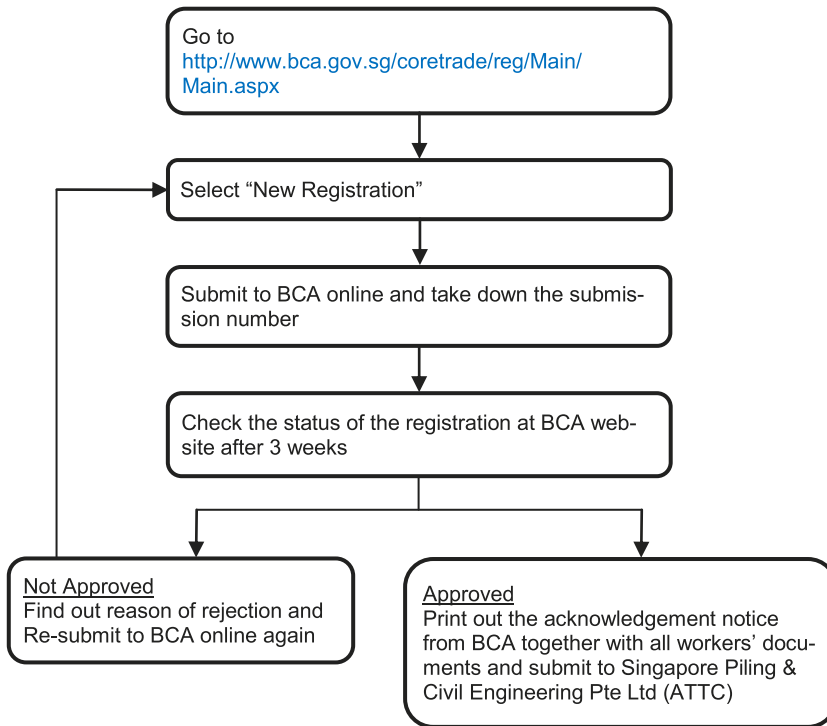 Go to
http://www.bca.gov.sg/coretrade/reg/Main/
Main.aspx
Select “New Registration”
Submit to BCA online and take down the submis-
sion number
Check the status of the registration at BCA web-
site after 3 weeks
Not Approved
Find out reason of rejection and
Re-submit to BCA online again
Approved
Print out the acknowledgement notice
from BCA together with all workers’ docu-
ments and submit to Singapore Piling &
Civil Engineering Pte Ltd (ATTC)